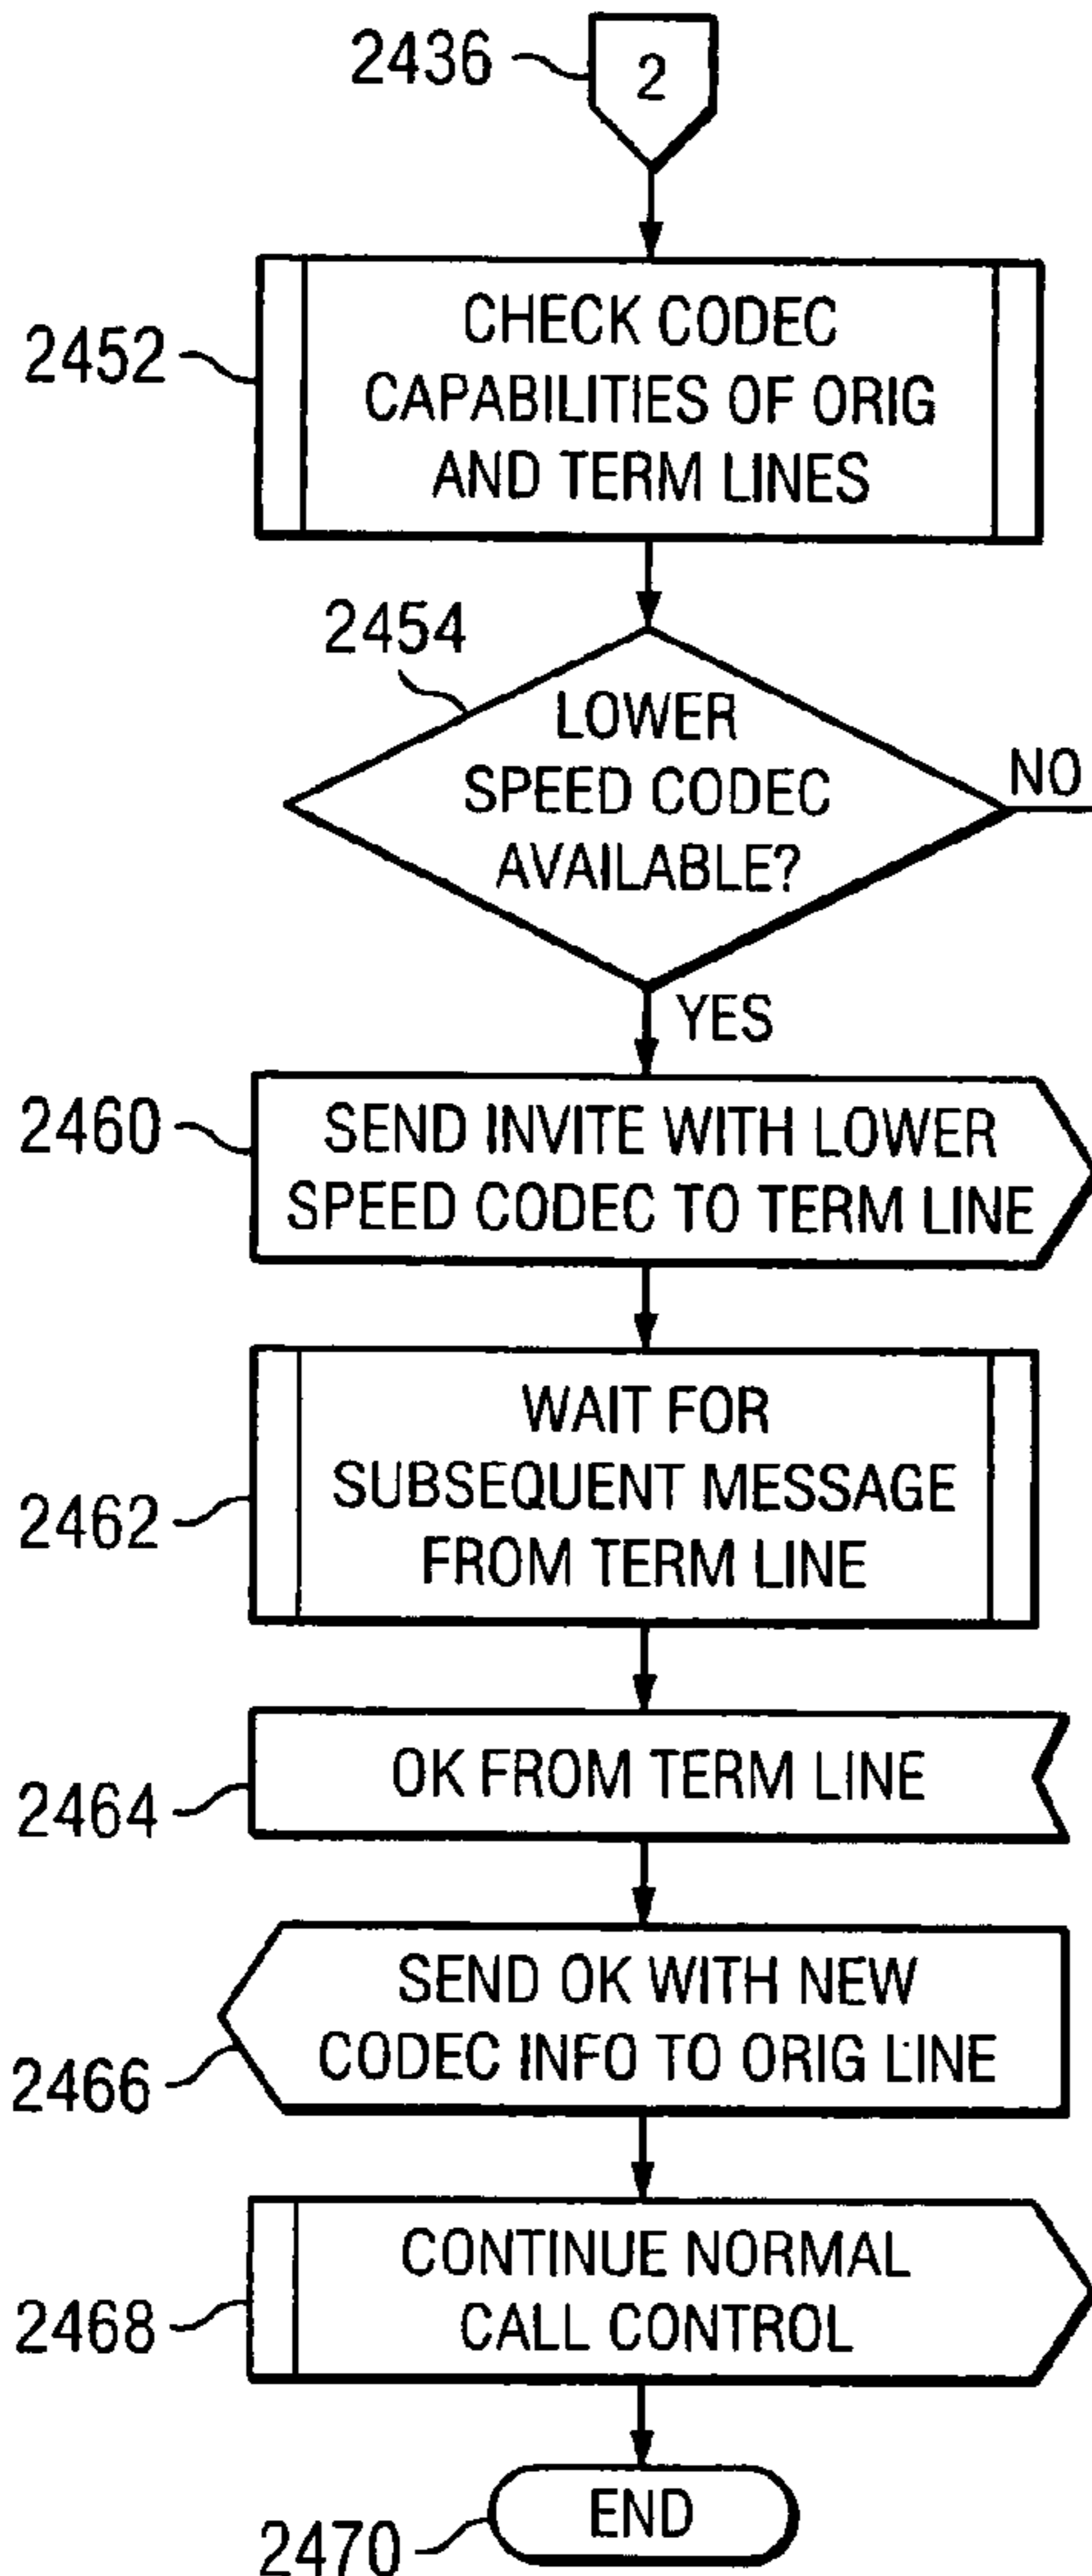 2436
2
2452
CHECK CODEC
CAPABILITIES OF ORIG
AND TERM LINES
2454
LOWER
SPEED CODEC
AVAILABLE?
NO
YES
2460
SEND INVITE WITH LOWER
SPEED CODEC TO TERM LINE
2462
WAIT FOR
SUBSEQUENT MESSAGE
FROM TERM LINE
2464
OK FROM TERM LINE
2466
SEND OK WITH NEW
CODEC INFO TO ORIG LINE
2468
CONTINUE NORMAL
CALL CONTROL
2470
END